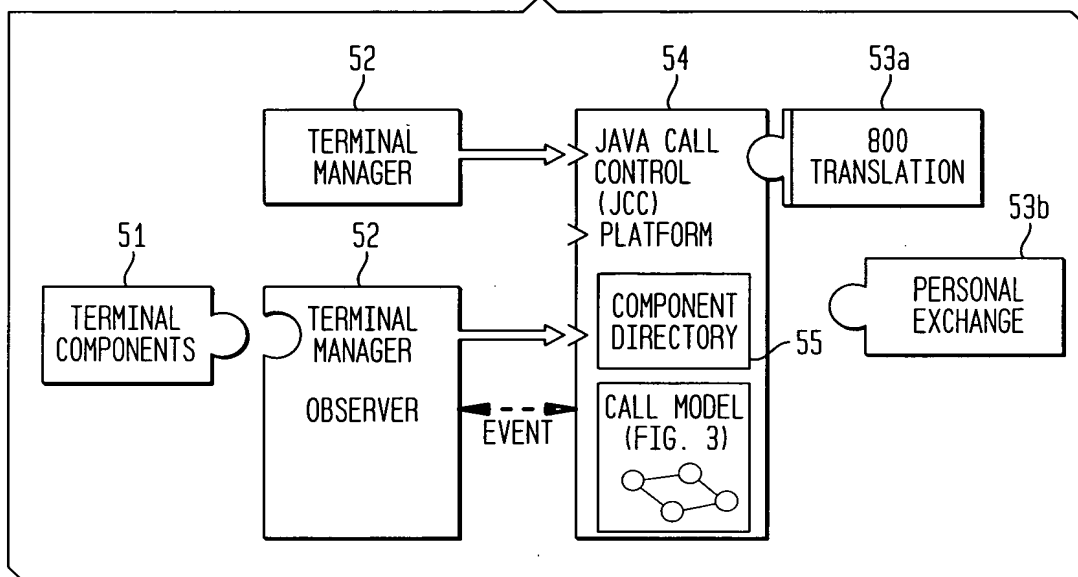 52
54
53a
TERMINAL
MANAGER
JAVA CALL
CONTROL
(JCC)
PLATFORM
800
TRANSLATION
51
52
53b
TERMINAL
COMPONENTS
TERMINAL
MANAGER
OBSERVER
EVENT
COMPONENT
DIRECTORY
55
PERSONAL
EXCHANGE
CALL MODEL
(FIG. 3)